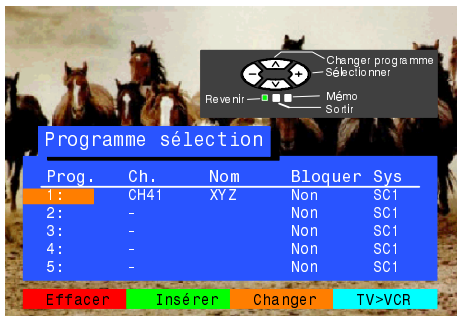 Changer programme
Sélectionner
Revenir
Mémo
Sortir
Programme sélection
Prog. Ch. Nom Bloquer Sys
1: CH41 XYZ Non SC1
2: - Non SC1
3: - Non SC1
4: - Non SC1
5: - Non SC1
Effacer Insérer Changer TV>VCR